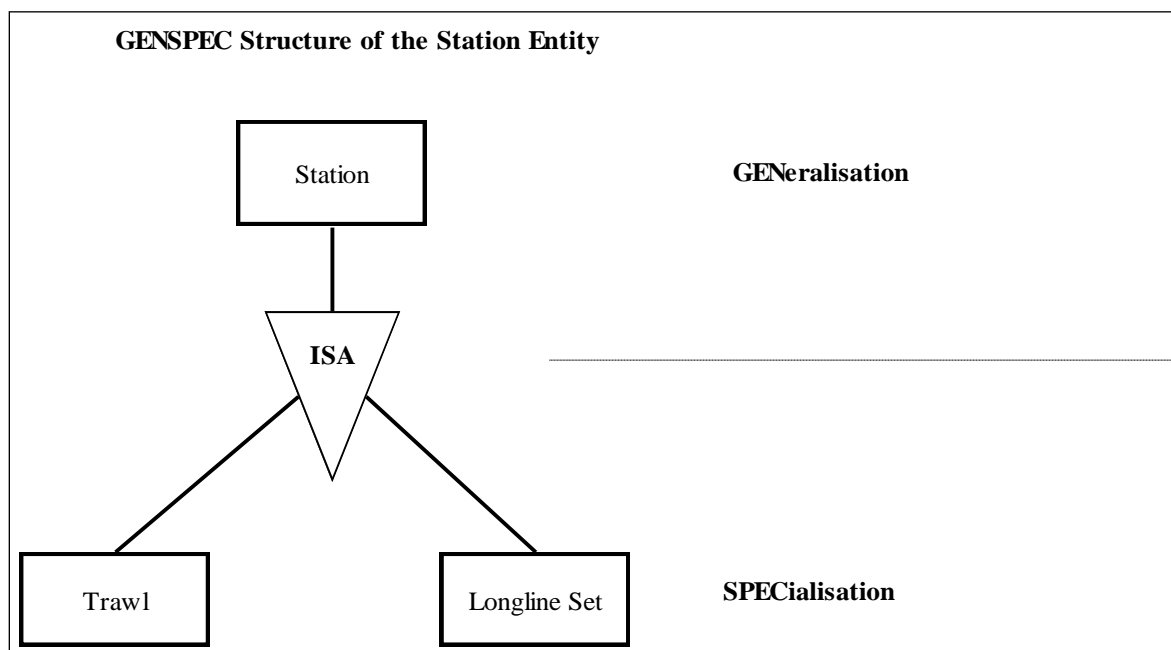 GENSPEC Structure of the Station Entity
Station
GENeralisation
ISA
Trawl
Longline Set
SPECialisation